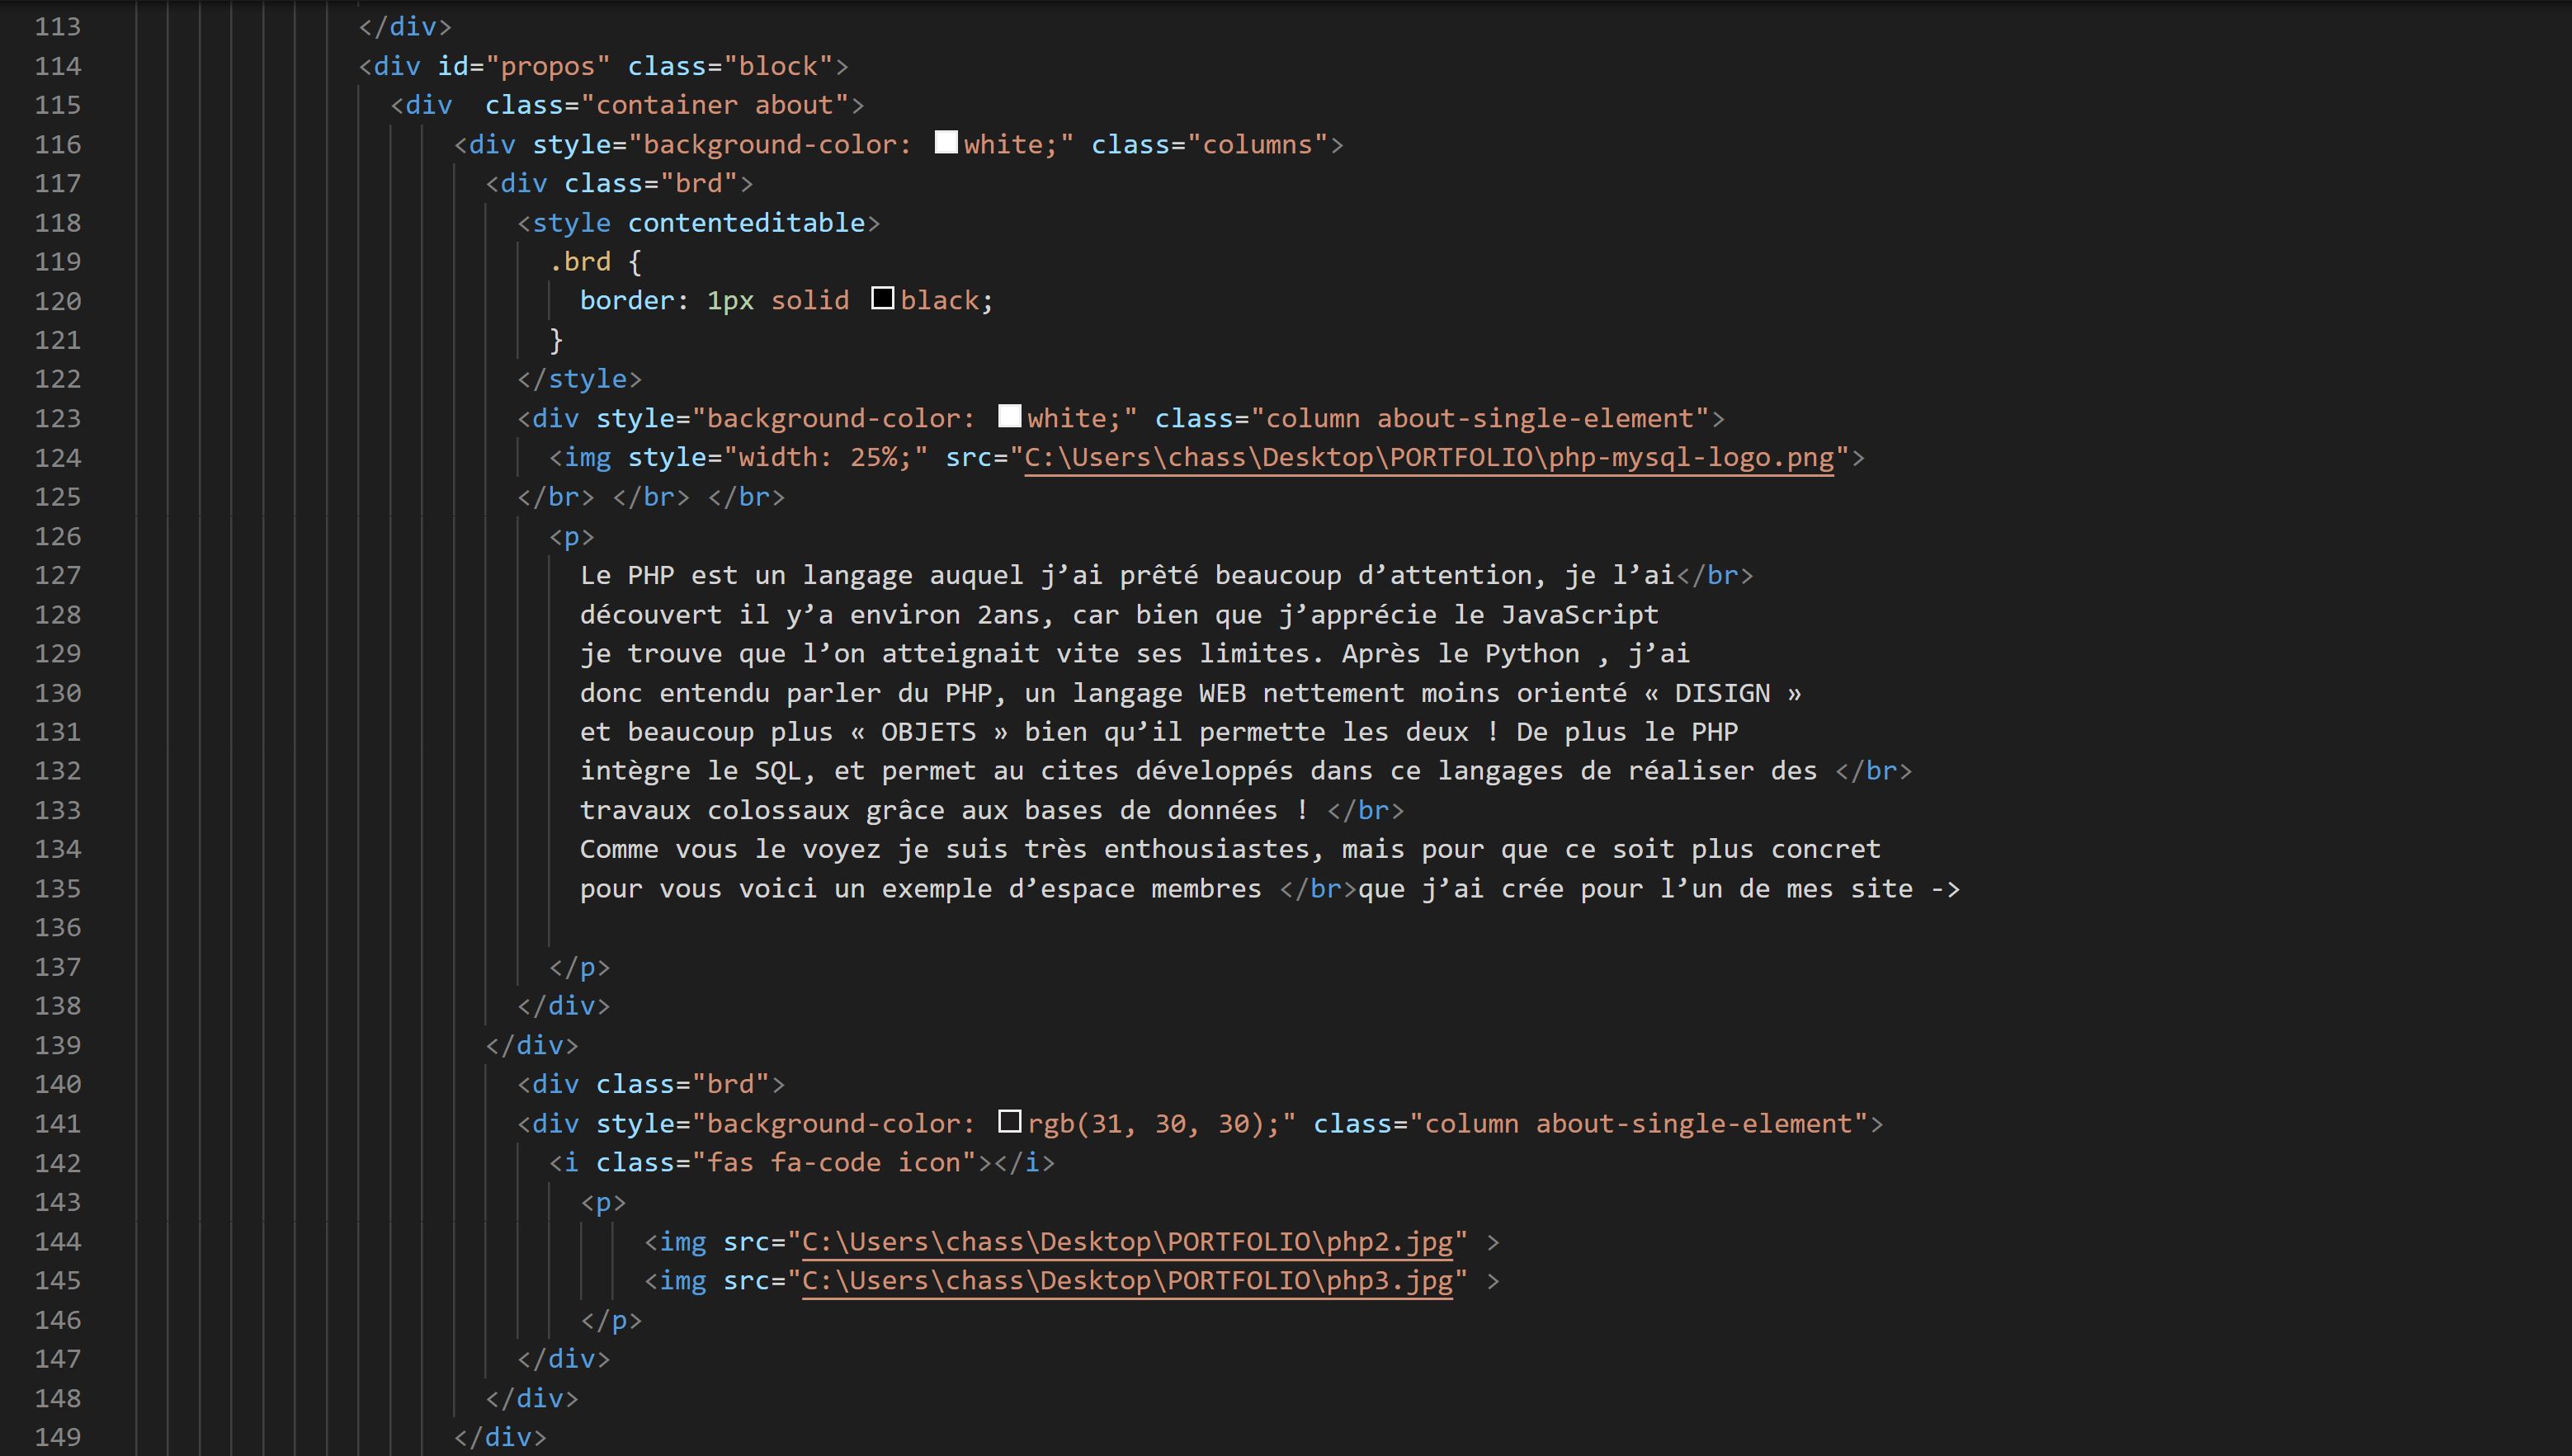 113 </div>
114 <div id="propos" class="block">
115 <div  class="container about">
116 <div style="background-color: white;" class="columns">
117 <div class="brd">
118 <style contenteditable>
119 .brd {
120 border: 1px solid black;
121 }
122 </style>
123 <div style="background-color: white;" class="column about-single-element">
124 <img style="width: 25%;" src="C:\Users\chass\Desktop\PORTFOLIO\php-mysql-logo.png">
125 </br> </br> </br>
126 <p>
127 Le PHP est un langage auquel j’ai prêté beaucoup d’attention, je l’ai</br>
128 découvert il y’a environ 2ans, car bien que j’apprécie le JavaScript
129 je trouve que l’on atteignait vite ses limites. Après le Python , j’ai
130 donc entendu parler du PHP, un langage WEB nettement moins orienté « DISIGN »
131 et beaucoup plus « OBJETS » bien qu’il permette les deux ! De plus le PHP
132 intègre le SQL, et permet au cites développés dans ce langages de réaliser des </br>
133 travaux colossaux grâce aux bases de données ! </br>
134 Comme vous le voyez je suis très enthousiastes, mais pour que ce soit plus concret
135 pour vous voici un exemple d’espace membres </br>que j’ai crée pour l’un de mes site ->
136
137 </p>
138 </div>
139 </div>
140 <div class="brd">
141 <div style="background-color: rgb(31, 30, 30);" class="column about-single-element">
142 <i class="fas fa-code icon"></i>
143 <p>
144 <img src="C:\Users\chass\Desktop\PORTFOLIO\php2.jpg" >
145 <img src="C:\Users\chass\Desktop\PORTFOLIO\php3.jpg" >
146 </p>
147 </div>
148 </div>
149 </div>